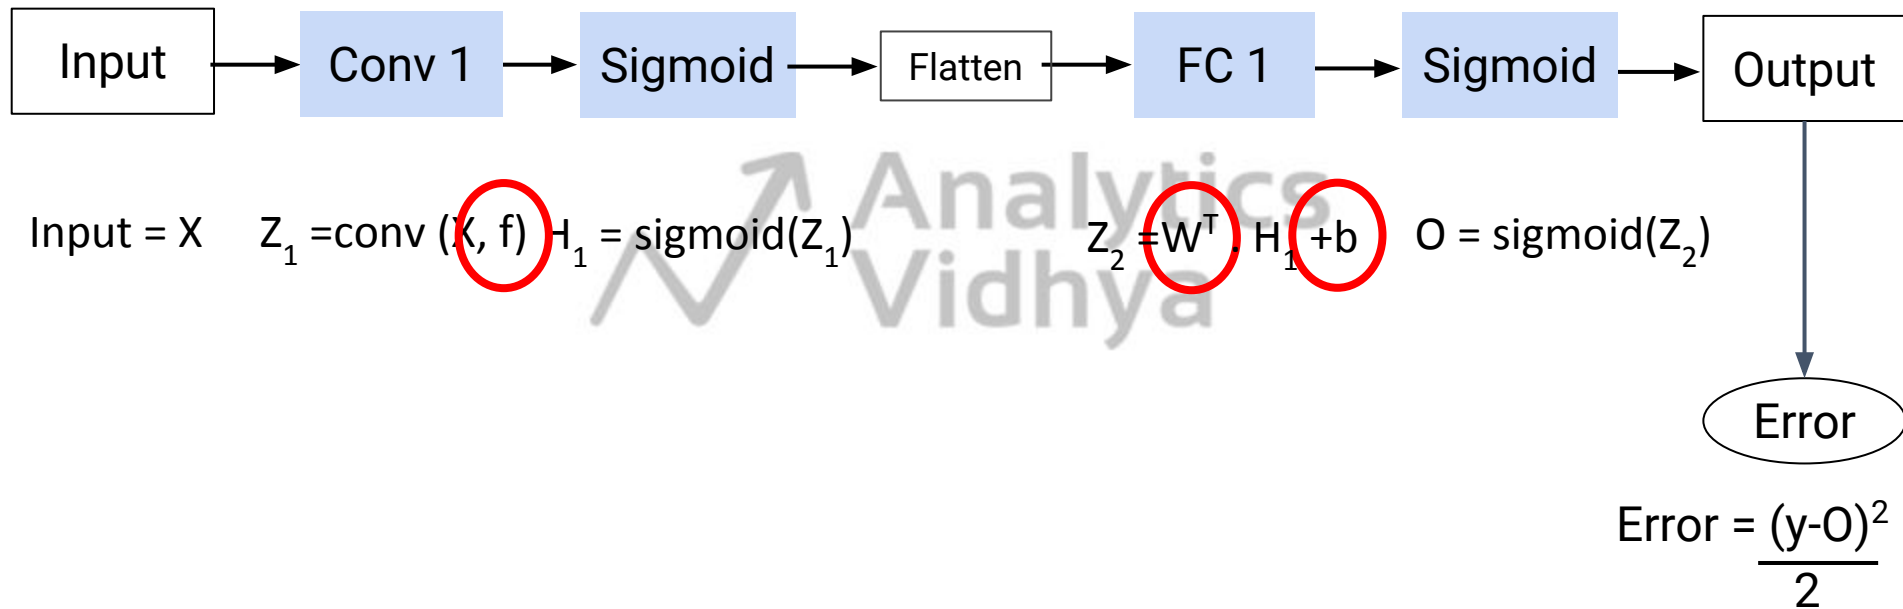 Input Conv 1 Sigmoid Flatten FC 1 Sigmoid Output
Analytics
Vidhya
Input = X Z₁ =conv (X, f) H₁ = sigmoid(Z₁) Z₂ =Wᵀ . H₁ +b O = sigmoid(Z₂)
Error
Error = (y-O)²
2